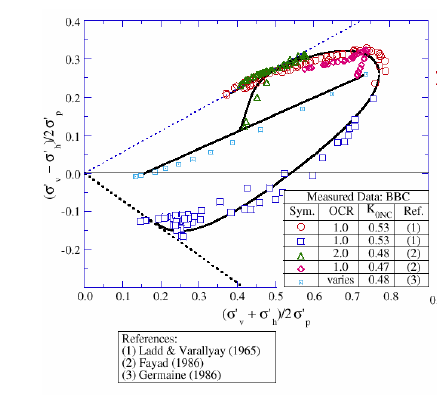 0.4
0.3
0.2
0.1
0.0
-0.1
-0.2
(σ'v − σ'h)/2 σ'p
Measured Data: BBC
Sym. OCR K0NC Ref.
1.0 0.53 (1)
1.0 0.53 (1)
2.0 0.48 (2)
1.0 0.47 (2)
varies 0.48 (3)
0.0 0.1 0.2 0.3 0.4 0.5 0.6 0.7 0.8 0.
(σ'v + σ'h)/2 σ'p
References:
(1) Ladd & Varallyay (1965)
(2) Fayad (1986)
(3) Germaine (1986)